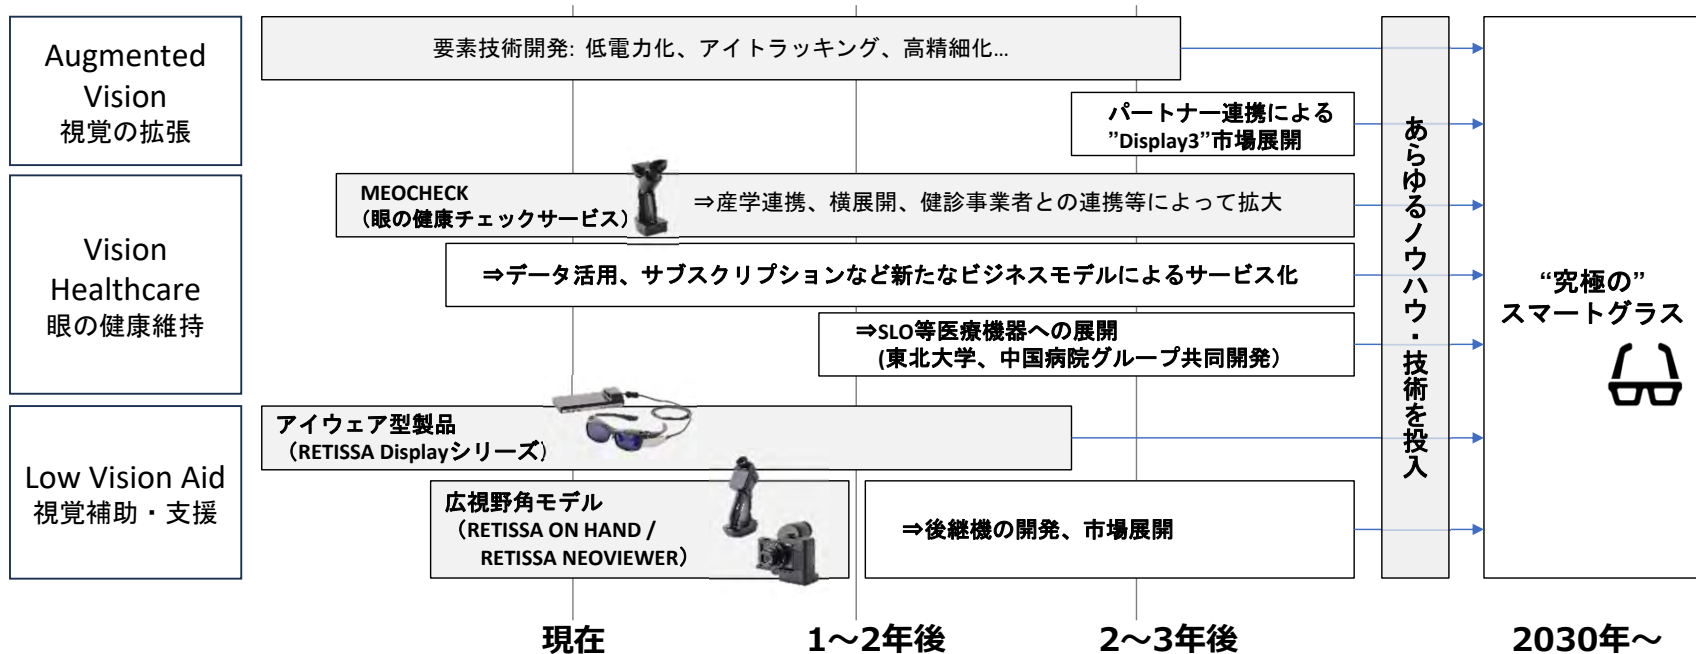 Augmented
Vision
視覚の拡張
要素技術開発: 低電力化、アイトラッキング、高精細化...
パートナー連携による
”Display3”市場展開
Vision
Healthcare
眼の健康維持
MEOCHECK
（眼の健康チェックサービス）
⇒産学連携、横展開、健診事業者との連携等によって拡大
⇒データ活用、サブスクリプションなど新たなビジネスモデルによるサービス化
⇒SLO等医療機器への展開
(東北大学、中国病院グループ共同開発）
Low Vision Aid
視覚補助・支援
アイウェア型製品
（RETISSA Displayシリーズ）
広視野角モデル
（RETISSA ON HAND /
RETISSA NEOVIEWER）
⇒後継機の開発、市場展開
あらゆるノウハウ・技術を投入
“究極の”
スマートグラス
現在
1～2年後
2～3年後
2030年～